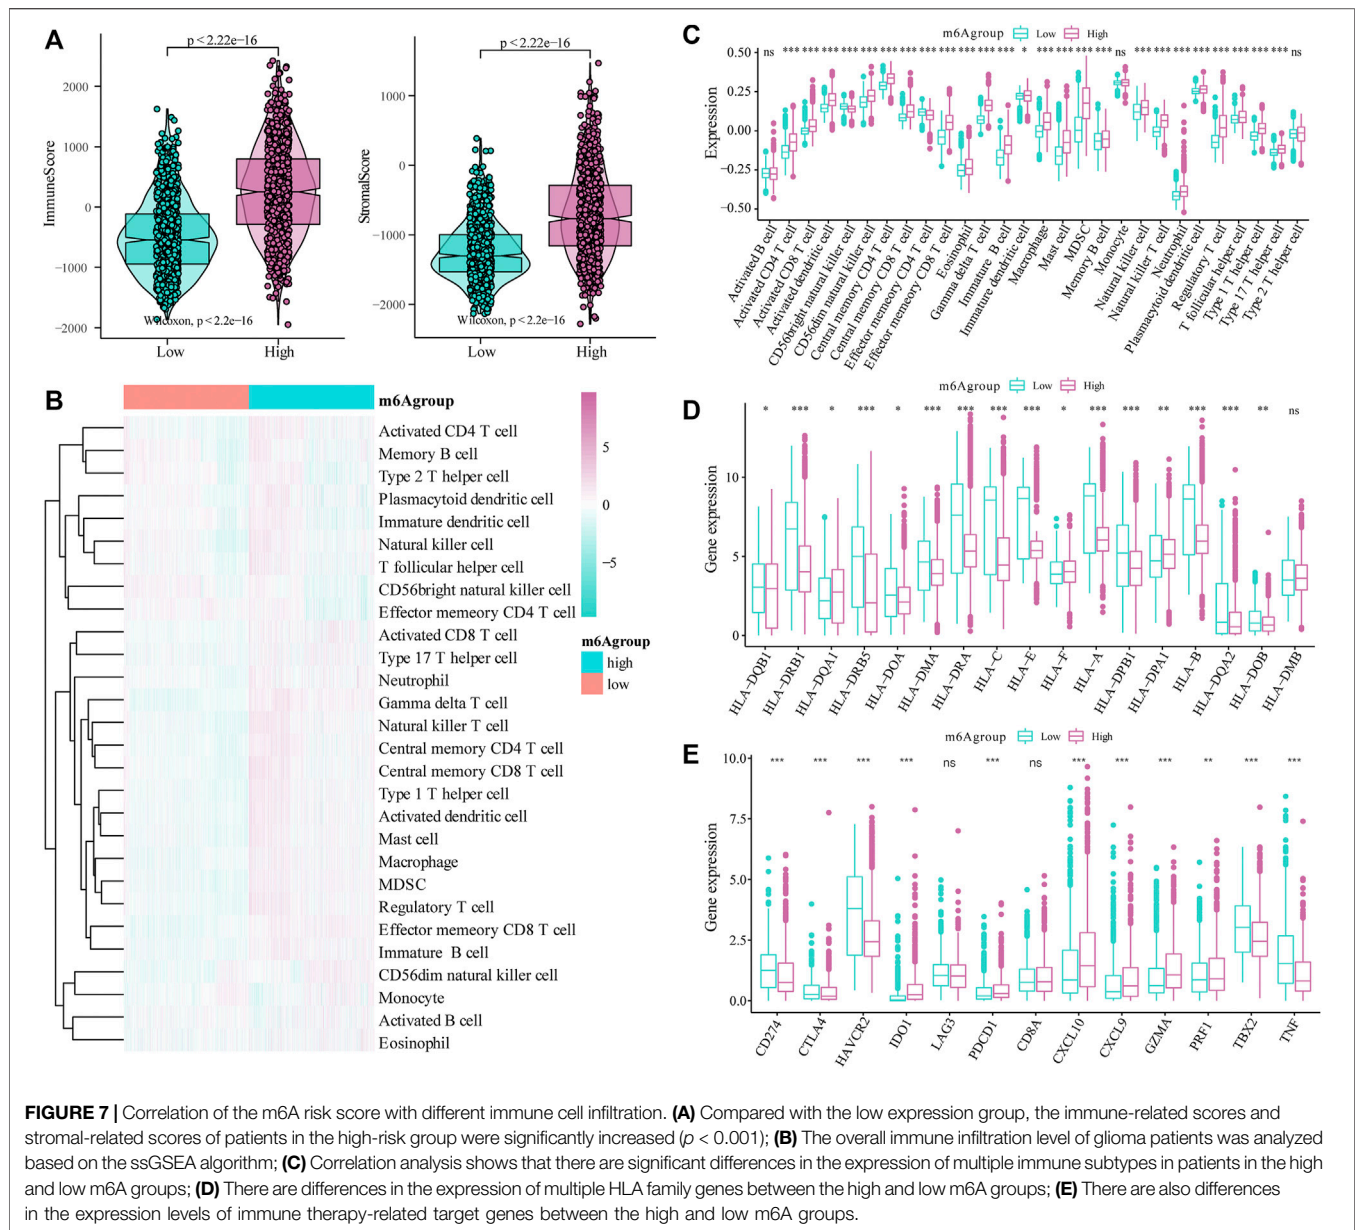 A
p < 2.22e−16
ImmuneScore
2000
1000
0
−1000
−2000
Wilcoxon, p < 2.2e−16
Low
High
p < 2.22e−16
StromalScore
1000
0
−1000
−2000
Wilcoxon, p < 2.2e−16
Low
High
B
m6Agroup
Activated CD4 T cell
Memory B cell
Type 2 T helper cell
Plasmacytoid dendritic cell
Immature dendritic cell
Natural killer cell
T follicular helper cell
CD56bright natural killer cell
Effector memeory CD4 T cell
Activated CD8 T cell
Type 17 T helper cell
Neutrophil
Gamma delta T cell
Natural killer T cell
Central memory CD4 T cell
Central memory CD8 T cell
Type 1 T helper cell
Activated dendritic cell
Mast cell
Macrophage
MDSC
Regulatory T cell
Effector memeory CD8 T cell
Immature B cell
CD56dim natural killer cell
Monocyte
Activated B cell
Eosinophil
5
0
−5
m6Agroup
high
low
C
m6Agroup Low High
ns *** *** *** *** *** *** *** *** *** *** *** *** * *** *** *** *** ns *** *** *** *** *** *** *** *** ns
Expression
0.50
0.25
0.00
−0.25
−0.50
Activated B cell
Activated CD4 T cell
Activated CD8 T cell
Activated dendritic cell
CD56bright natural killer cell
CD56dim natural killer cell
Central memory CD4 T cell
Central memory CD8 T cell
Effector memeory CD4 T cell
Effector memeory CD8 T cell
Eosinophil
Gamma delta T cell
Immature B cell
Immature dendritic cell
Macrophage
Mast cell
MDSC
Memory B cell
Monocyte
Natural killer cell
Natural killer T cell
Neutrophil
Plasmacytoid dendritic cell
Regulatory T cell
T follicular helper cell
Type 1 T helper cell
Type 17 T helper cell
Type 2 T helper cell
D
m6Agroup Low High
* *** * *** * *** *** *** *** * *** *** ** *** *** ** ns
Gene expression
10
5
0
HLA−DQB1
HLA−DRB1
HLA−DQA1
HLA−DRB5
HLA−DOA
HLA−DMA
HLA−DRA
HLA−C
HLA−E
HLA−F
HLA−A
HLA−DPB1
HLA−DPA1
HLA−B
HLA−DQA2
HLA−DOB
HLA−DMB
E
m6Agroup Low High
*** *** *** *** ns *** ns *** *** *** ** *** ***
Gene expression
10.0
7.5
5.0
2.5
0.0
CD274
CTLA4
HAVCR2
IDO1
LAG3
PDCD1
CD8A
CXCL10
CXCL9
GZMA
PRF1
TBX2
TNF
FIGURE 7 | Correlation of the m6A risk score with different immune cell infiltration. (A) Compared with the low expression group, the immune-related scores and
stromal-related scores of patients in the high-risk group were significantly increased (p < 0.001); (B) The overall immune infiltration level of glioma patients was analyzed
based on the ssGSEA algorithm; (C) Correlation analysis shows that there are significant differences in the expression of multiple immune subtypes in patients in the high
and low m6A groups; (D) There are differences in the expression of multiple HLA family genes between the high and low m6A groups; (E) There are also differences
in the expression levels of immune therapy-related target genes between the high and low m6A groups.